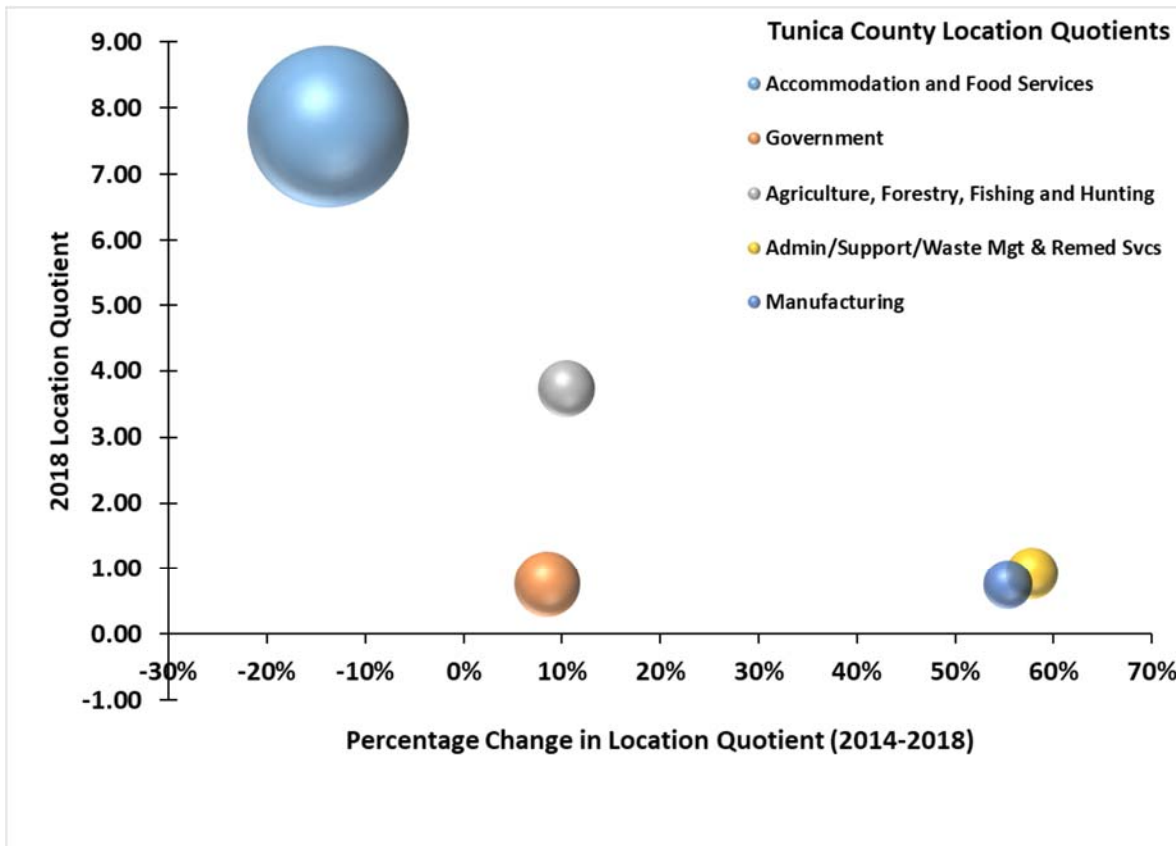 Tunica County Location Quotients
Accommodation and Food Services
Government
Agriculture, Forestry, Fishing and Hunting
Admin/Support/Waste Mgt & Remed Svcs
Manufacturing
9.00
8.00
7.00
6.00
5.00
4.00
3.00
2.00
1.00
0.00
-1.00
2018 Location Quotient
-30% -20% -10% 0% 10% 20% 30% 40% 50% 60% 70%
Percentage Change in Location Quotient (2014-2018)